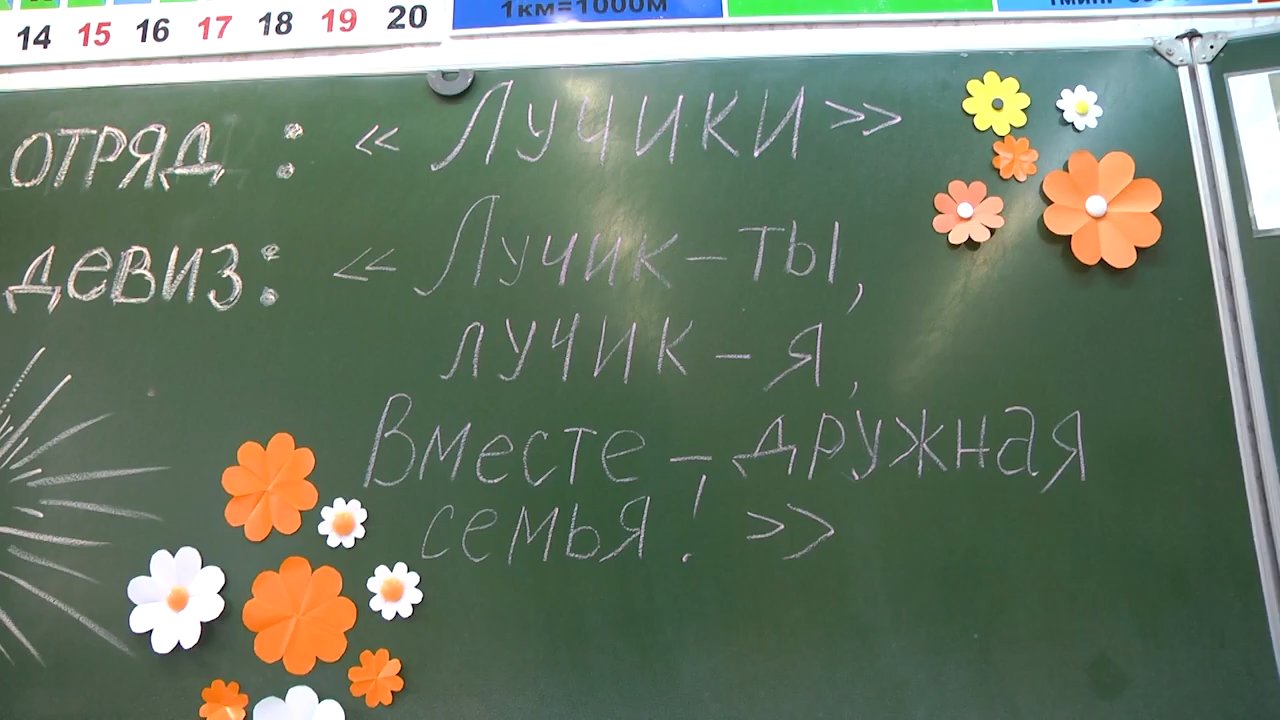 14 15 16 17 18 19 20
1км=1000м
ОТРЯД : « ЛУЧИКИ »
ДЕВИЗ: « Лучик – ты,
лучик – я,
Вместе – дружная
семья! »